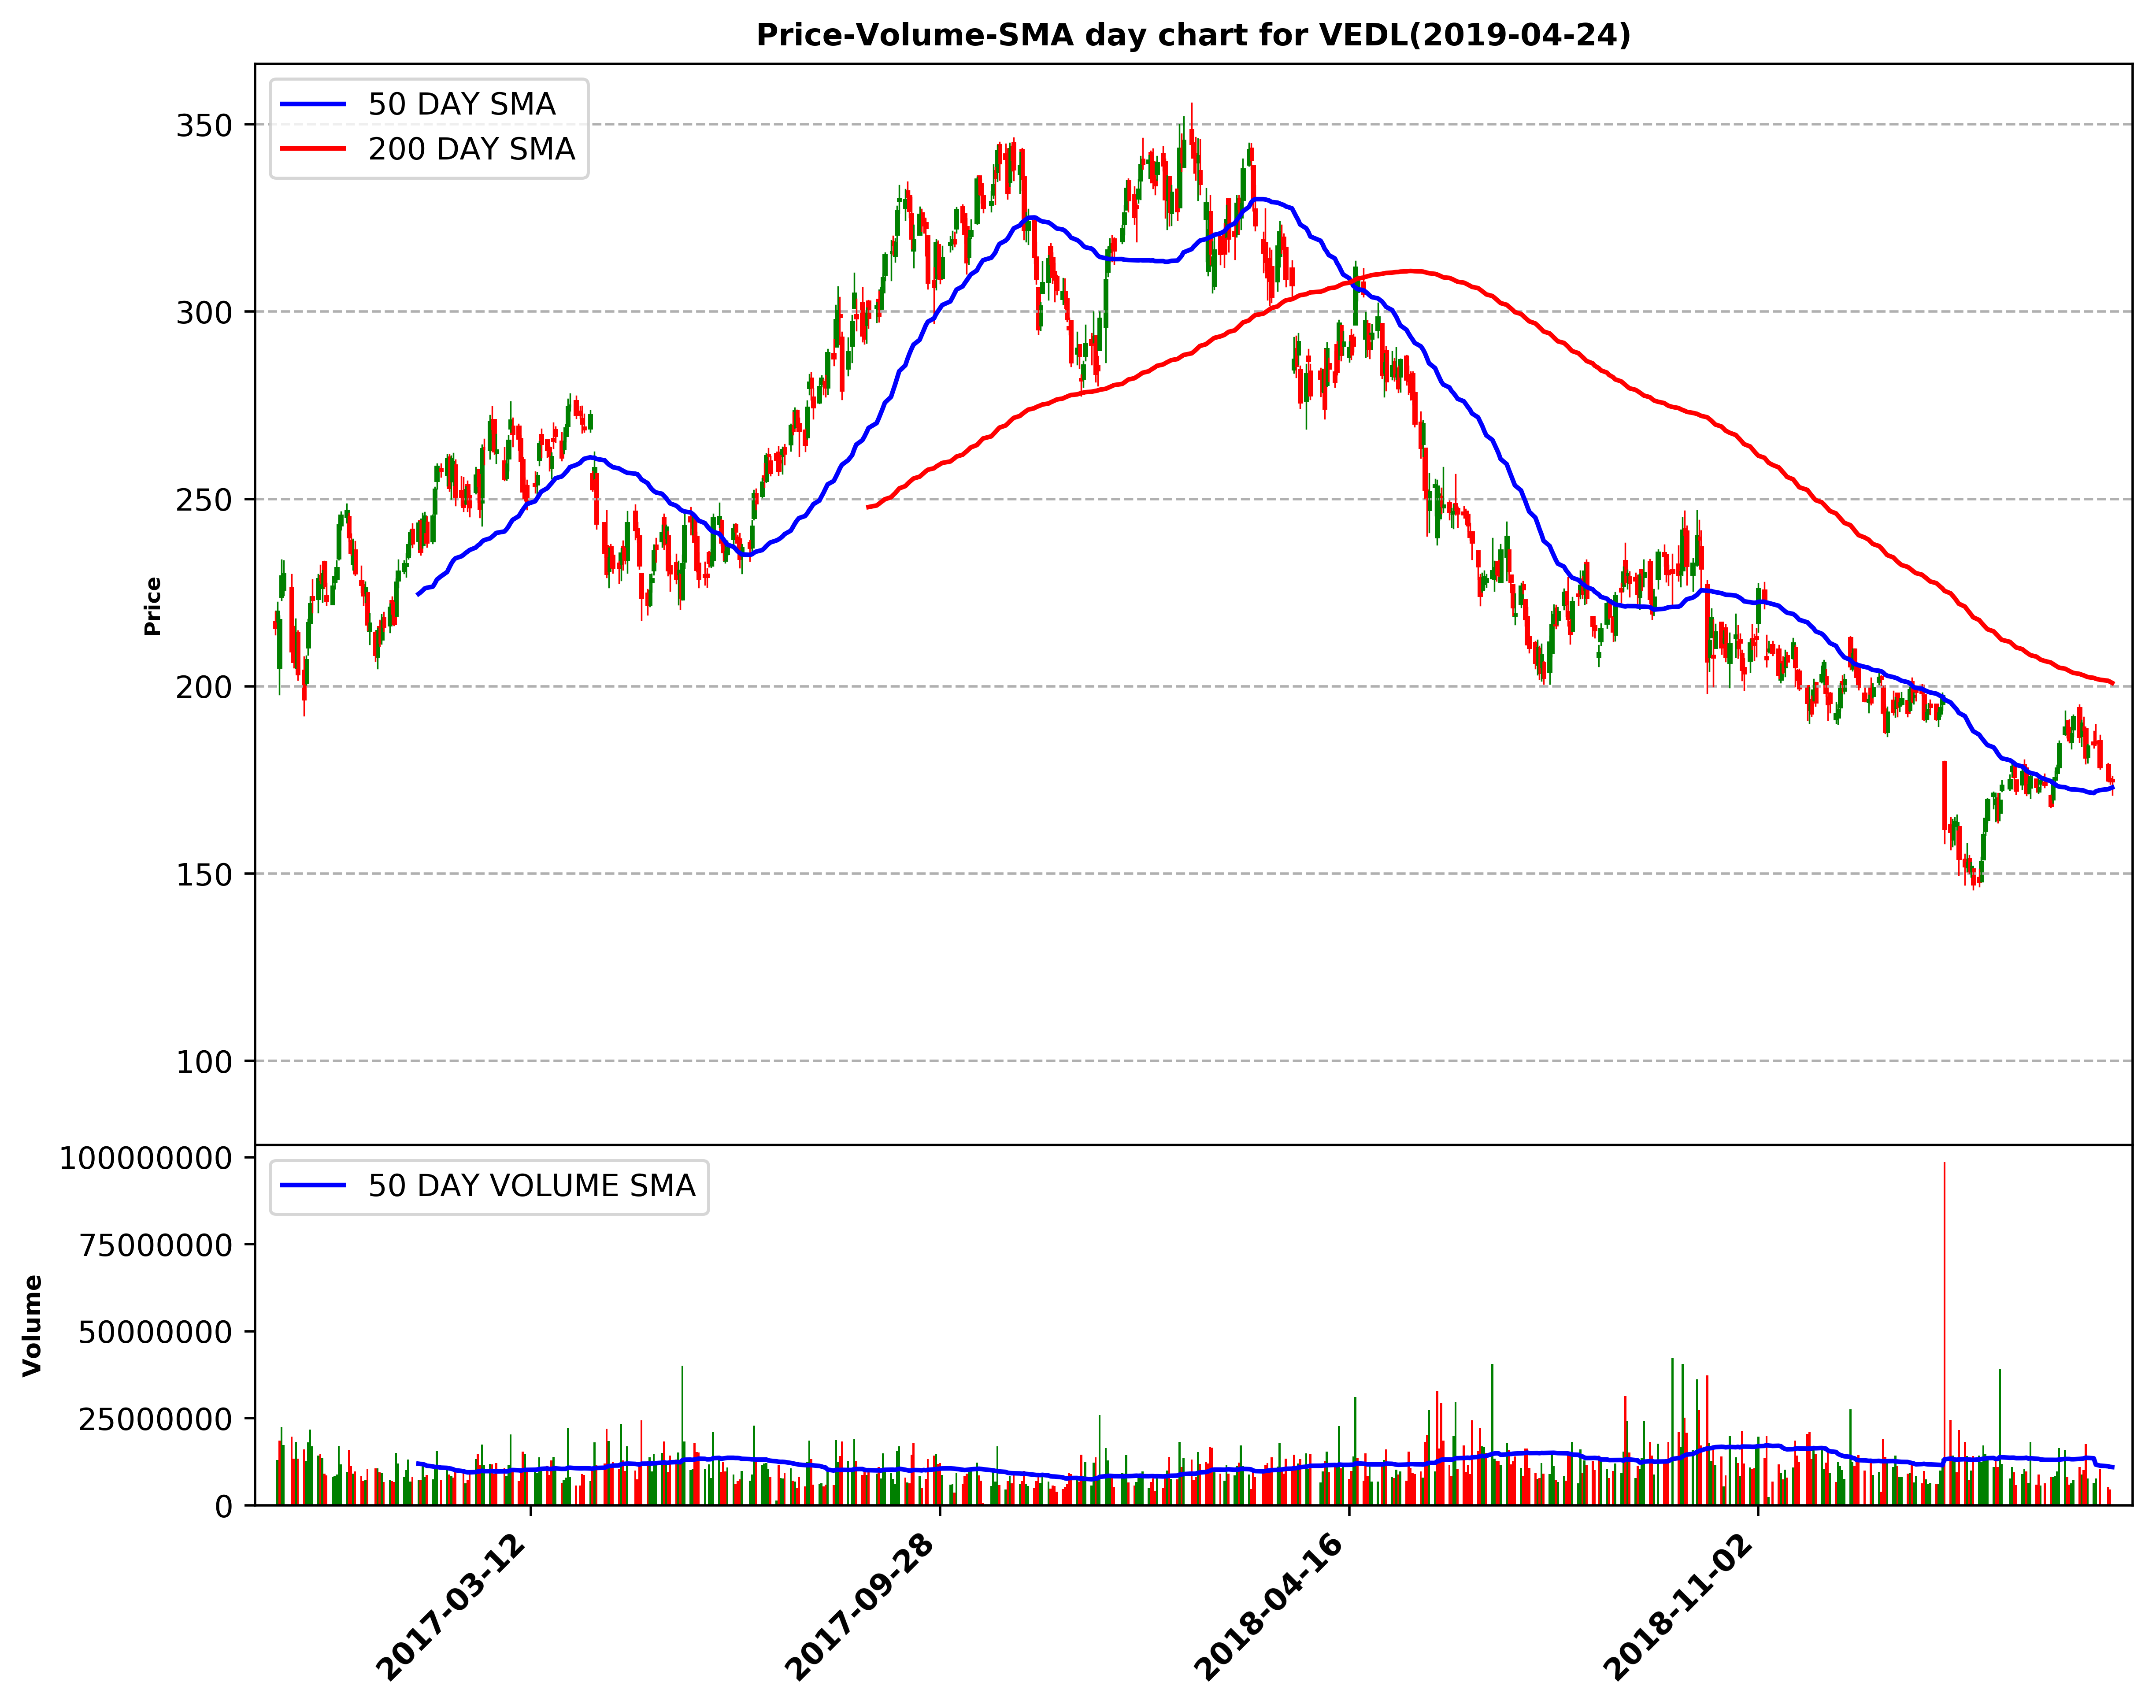 Price-Volume-SMA day chart for VEDL(2019-04-24)
50 DAY SMA
200 DAY SMA
350
300
250
200
150
100
Price
50 DAY VOLUME SMA
100000000
75000000
50000000
25000000
0
Volume
2017-03-12
2017-09-28
2018-04-16
2018-11-02